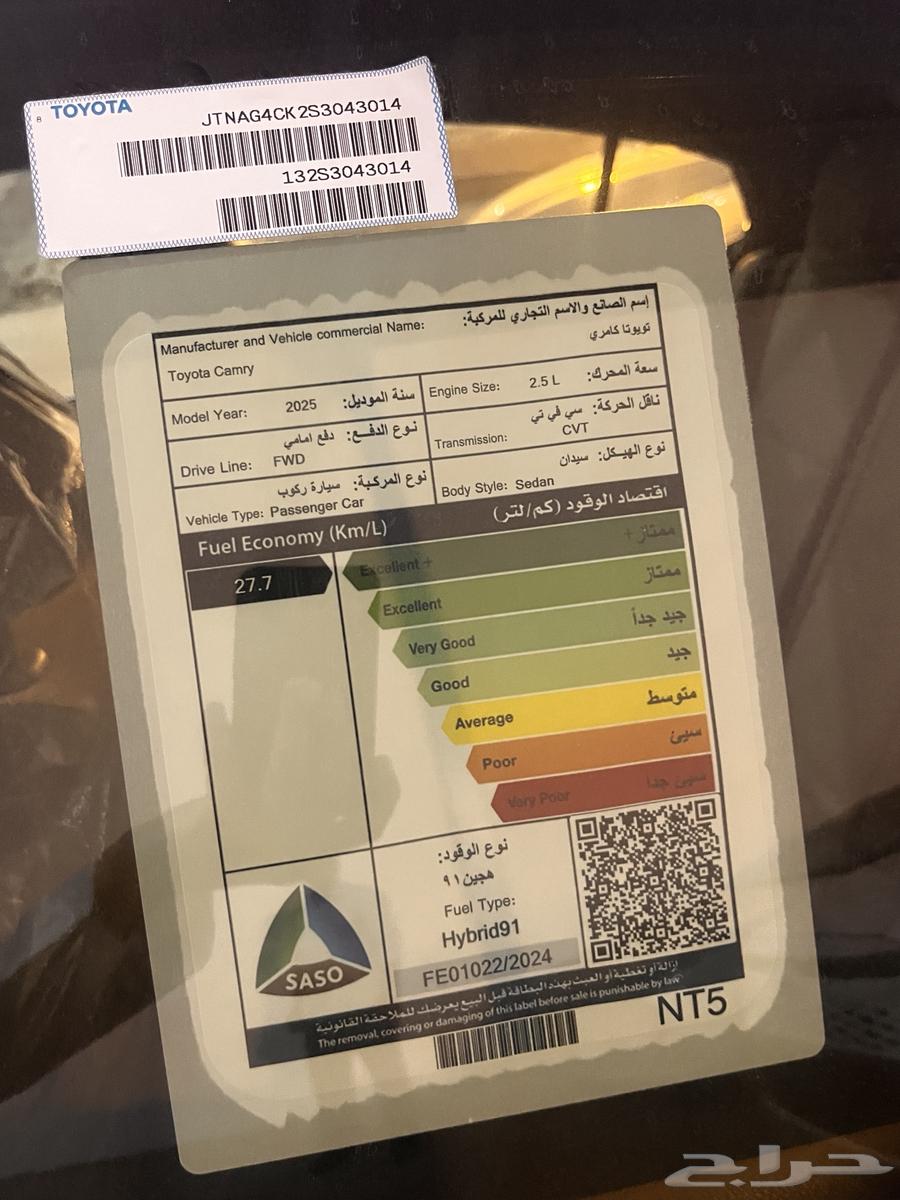 8 TOYOTA
JTNAG4CK2S3043014
132S3043014
إسم الصانع والاسم التجاري للمركبة:
Manufacturer and Vehicle commercial Name:
تويوتا كامري
Toyota Camry
سعة المحرك: 2.5 L Engine Size:
سنة الموديل: 2025 Model Year:
ناقل الحركة: سي في تي
Transmission: CVT
نوع الدفع: دفع امامي
Drive Line: FWD
نوع الهيكل: سيدان
Body Style: Sedan
نوع المركبة: سيارة ركوب
Vehicle Type: Passenger Car
اقتصاد الوقود (كم/لتر)
Fuel Economy (Km/L)
27.7
Excellent + ممتاز+
Excellent ممتاز
Very Good جيد جداً
Good جيد
Average متوسط
Poor سيئ
Very Poor سيئ جدا
نوع الوقود:
هجين ٩١
Fuel Type:
Hybrid91
FE01022/2024
SASO
إزالة أو تغطية أو العبث بهذه البطاقة قبل البيع يعرضك للملاحقة القانونية
The removal, covering or damaging of this label before sale is punishable by law
NT5
حراج